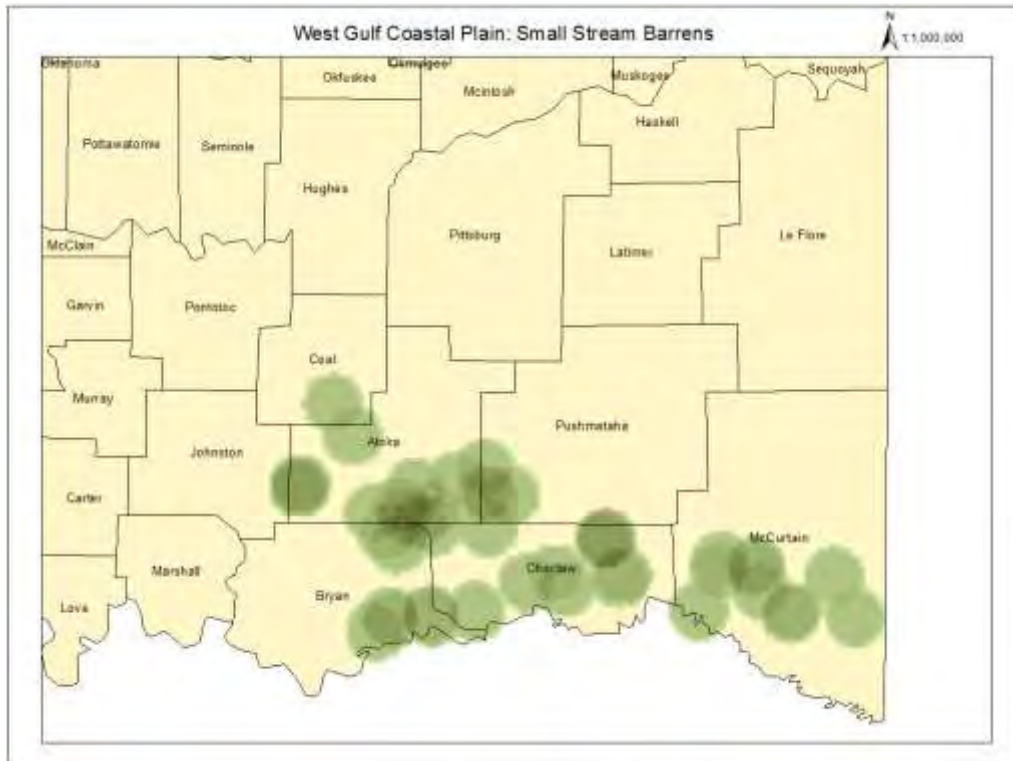 West Gulf Coastal Plain: Small Stream Barrens
N
1:1,000,000
Oklahoma
Okfuskee
Okmulgee
Muskogee
Sequoyah
McIntosh
Haskell
Pottawatomie
Seminole
Hughes
Pittsburg
Le Flore
McClain
Latimer
Garvin
Pontotoc
Coal
Murray
Pushmataha
Atoka
Johnston
Carter
McCurtain
Marshall
Choctaw
Bryan
Love